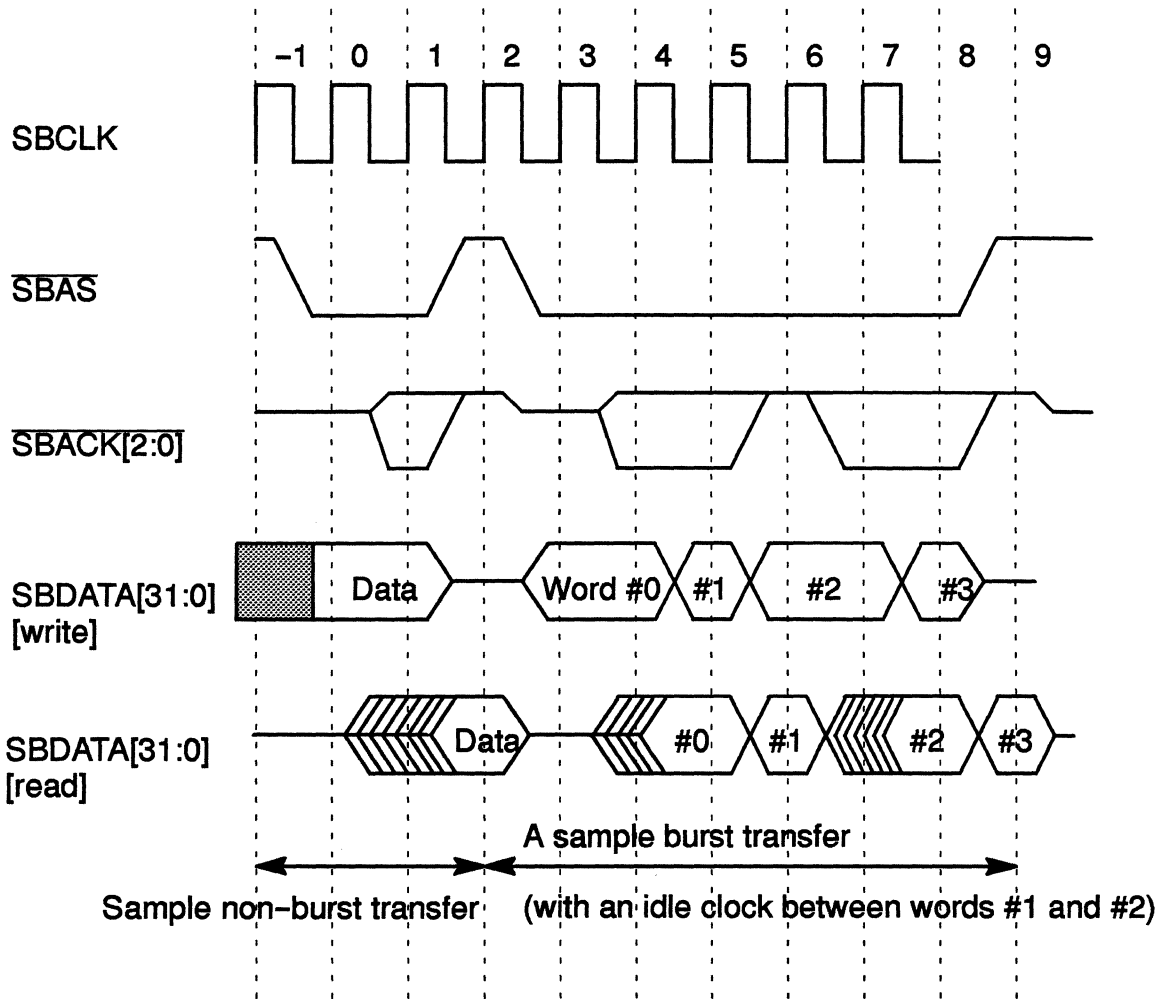 –1 0 1 2 3 4 5 6 7 8 9
SBCLK
SBAS
SBACK[2:0]
SBDATA[31:0]
[write]
Data Word #0 #1 #2 #3
SBDATA[31:0]
[read]
Data #0 #1 #2 #3
A sample burst transfer
Sample non–burst transfer
(with an idle clock between words #1 and #2)